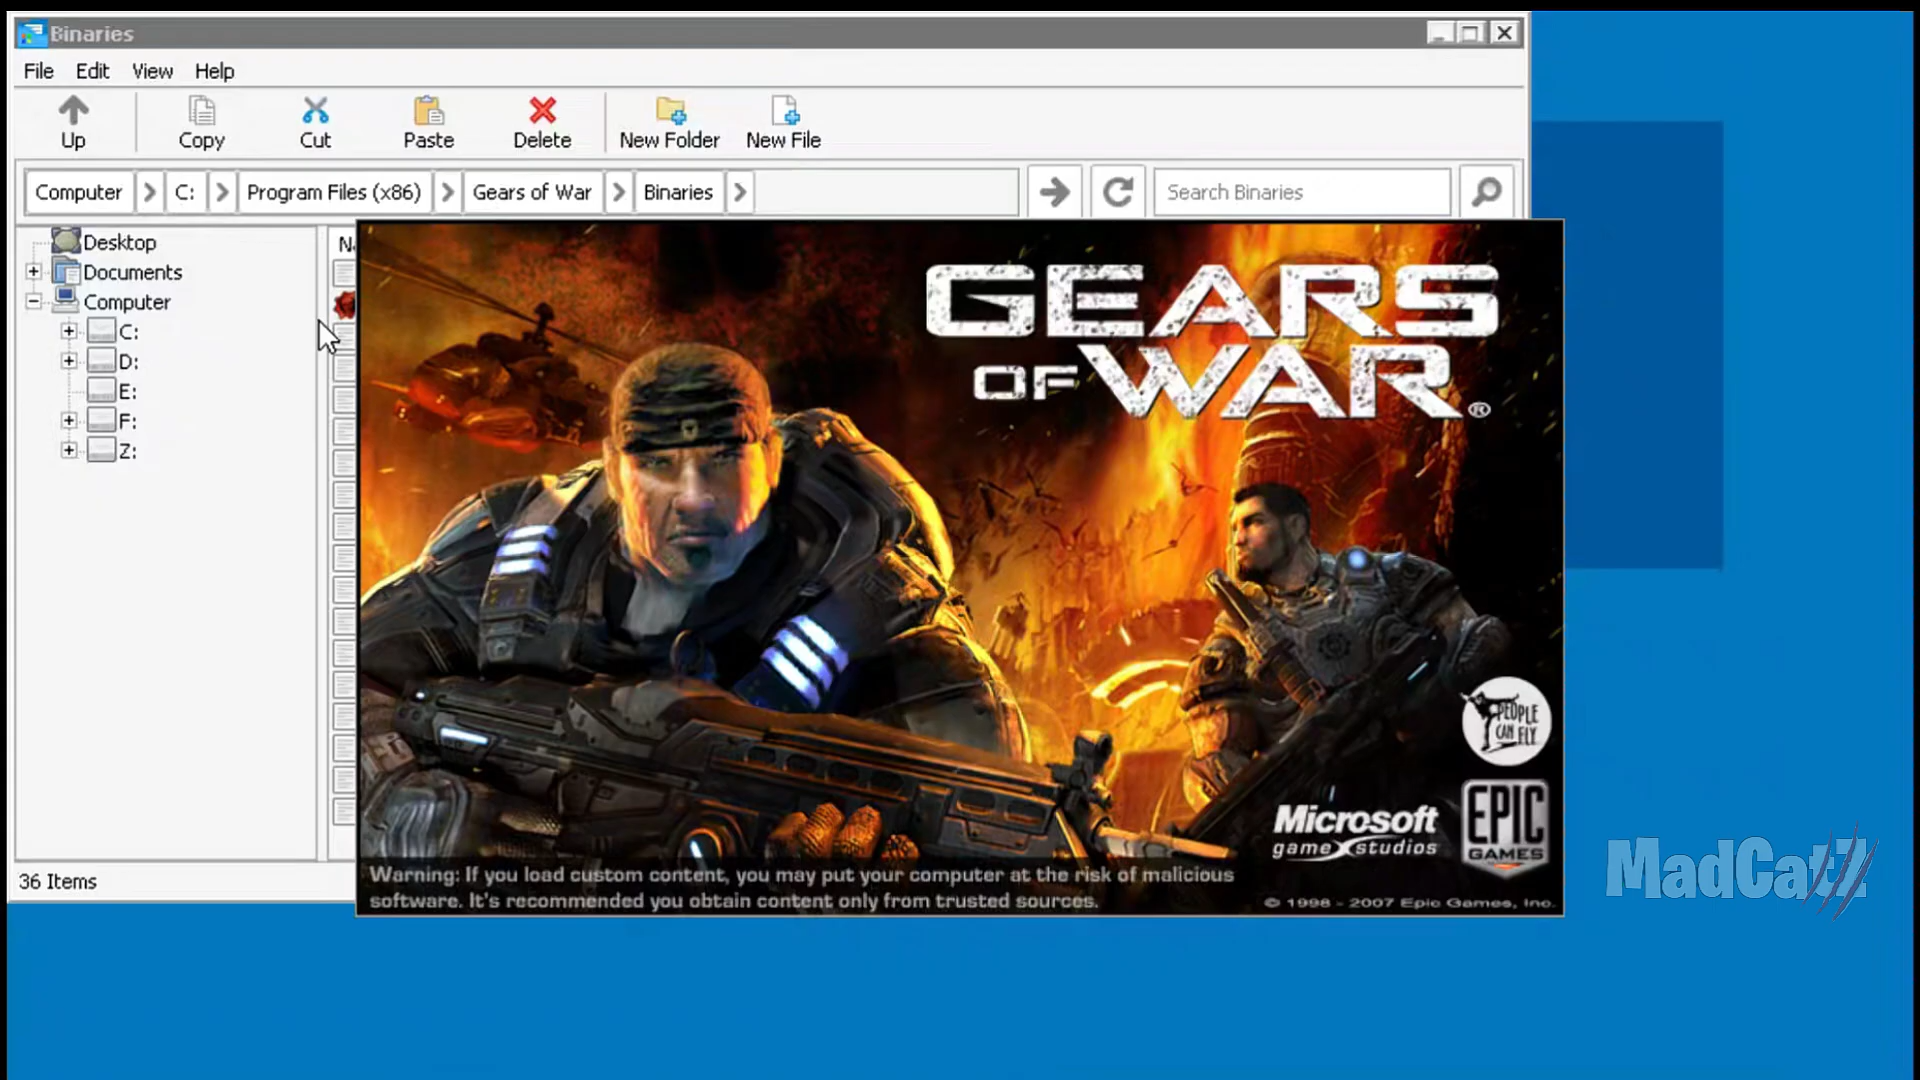 Binaries
File Edit View Help
Up Copy Cut Paste Delete New Folder New File
Computer C: Program Files (x86) Gears of War Binaries Search Binaries
Desktop
Documents
Computer
C:
D:
E:
F:
Z:
GEARS
OF WAR®
PEOPLE
CAN FLY
Microsoft
game studios
EPIC
GAMES
Warning: If you load custom content, you may put your computer at the risk of malicious
software. It's recommended you obtain content only from trusted sources.
© 1998 - 2007 Epic Games, Inc.
36 Items
MadCatZ